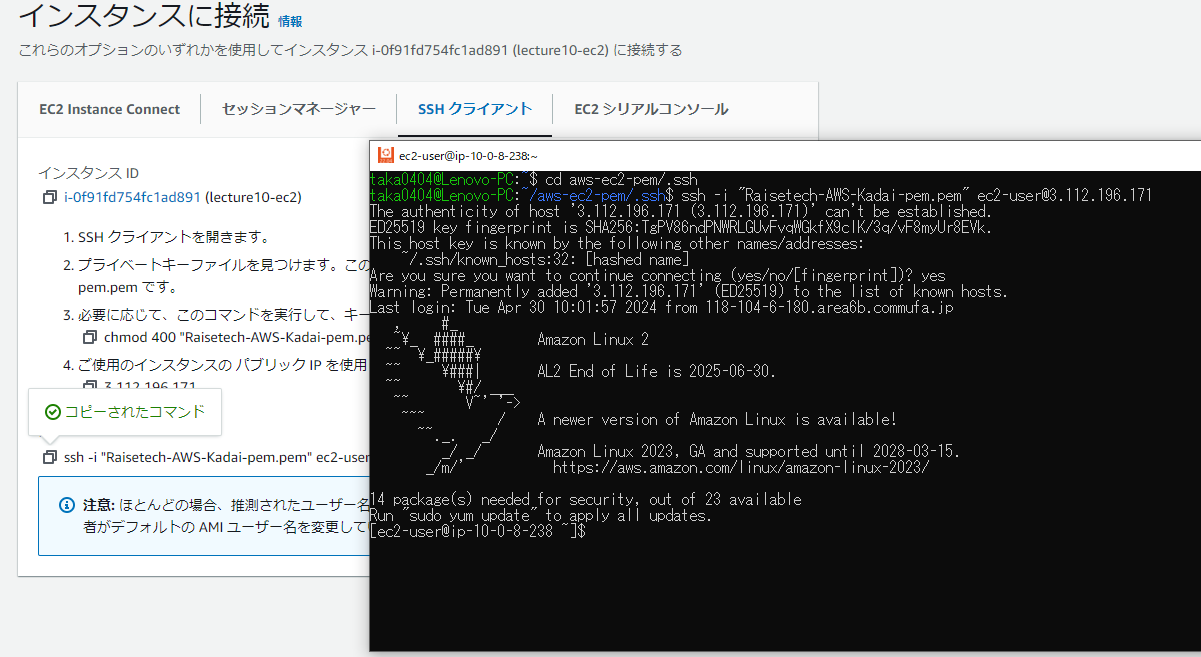 インスタンスに接続 情報
これらのオプションのいずれかを使用してインスタンス i-0f91fd754fc1ad891 (lecture10-ec2) に接続する
EC2 Instance Connect セッションマネージャー SSH クライアント EC2 シリアルコンソール
インスタンス ID
i-0f91fd754fc1ad891 (lecture10-ec2)
1. SSH クライアントを開きます。
2. プライベートキーファイルを見つけます。この
pem.pem です。
3. 必要に応じて、このコマンドを実行して、キー
chmod 400 "Raisetech-AWS-Kadai-pem.pe
4. ご使用のインスタンスの パブリック IP を使用
3.112.196.171
コピーされたコマンド
ssh -i "Raisetech-AWS-Kadai-pem.pem" ec2-user
注意: ほとんどの場合、推測されたユーザー名
者がデフォルトの AMI ユーザー名を変更してい
ec2-user@ip-10-0-8-238:~
taka0404@Lenovo-PC:~$ cd aws-ec2-pem/.ssh
taka0404@Lenovo-PC:~/aws-ec2-pem/.ssh$ ssh -i "Raisetech-AWS-Kadai-pem.pem" ec2-user@3.112.196.171
The authenticity of host '3.112.196.171 (3.112.196.171)' can't be established.
ED25519 key fingerprint is SHA256:TgPV86ndPNWRLGUvFvqWGkfX9cIK/3q/vF8myUr8EVk.
This host key is known by the following other names/addresses:
~/.ssh/known_hosts:32: [hashed name]
Are you sure you want to continue connecting (yes/no/[fingerprint])? yes
Warning: Permanently added '3.112.196.171' (ED25519) to the list of known hosts.
Last login: Tue Apr 30 10:01:57 2024 from 118-104-6-180.area6b.commufa.jp
   ,     #_
   ~¥_  ####_        Amazon Linux 2
  ~~  ¥_#####¥
  ~~     ¥###|       AL2 End of Life is 2025-06-30.
  ~~       ¥#/ ___
   ~~       V~' '->
    ~~~         /    A newer version of Amazon Linux is available!
      ~~._.   _/
         _/ _/       Amazon Linux 2023, GA and supported until 2028-03-15.
       _/m/'           https://aws.amazon.com/linux/amazon-linux-2023/
14 package(s) needed for security, out of 23 available
Run "sudo yum update" to apply all updates.
[ec2-user@ip-10-0-8-238 ~]$